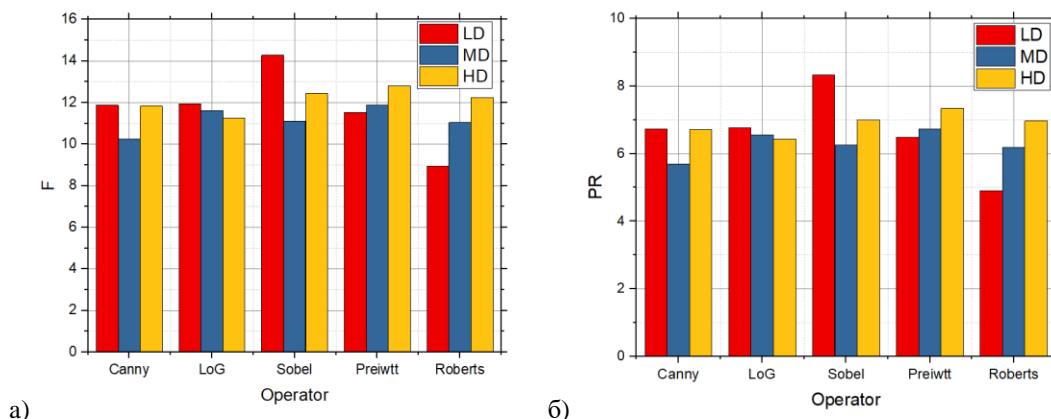 16
14
12
10
8
6
4
2
0
F
LD
MD
HD
Canny LoG Sobel Preiwtt Roberts
Operator
а)
10
8
6
4
2
0
PR
LD
MD
HD
Canny LoG Sobel Preiwtt Roberts
Operator
б)